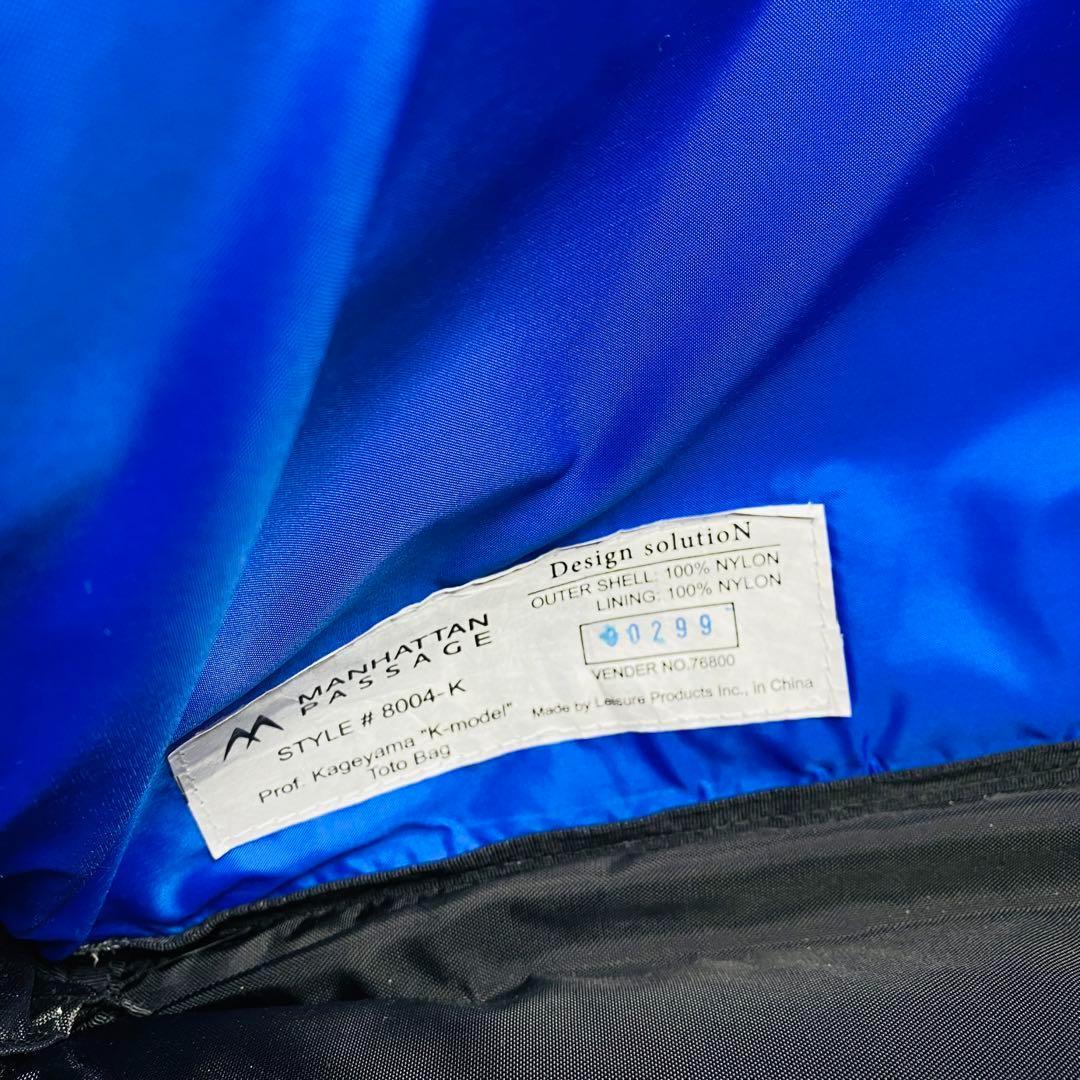 MANHATTAN
PASSAGE
STYLE # 8004-K
Prof. Kageyama "K-model"
Toto Bag
Design solutioN
OUTER SHELL: 100% NYLON
LINING: 100% NYLON
00299
VENDER NO.76800
Made by Leisure Products Inc., in China